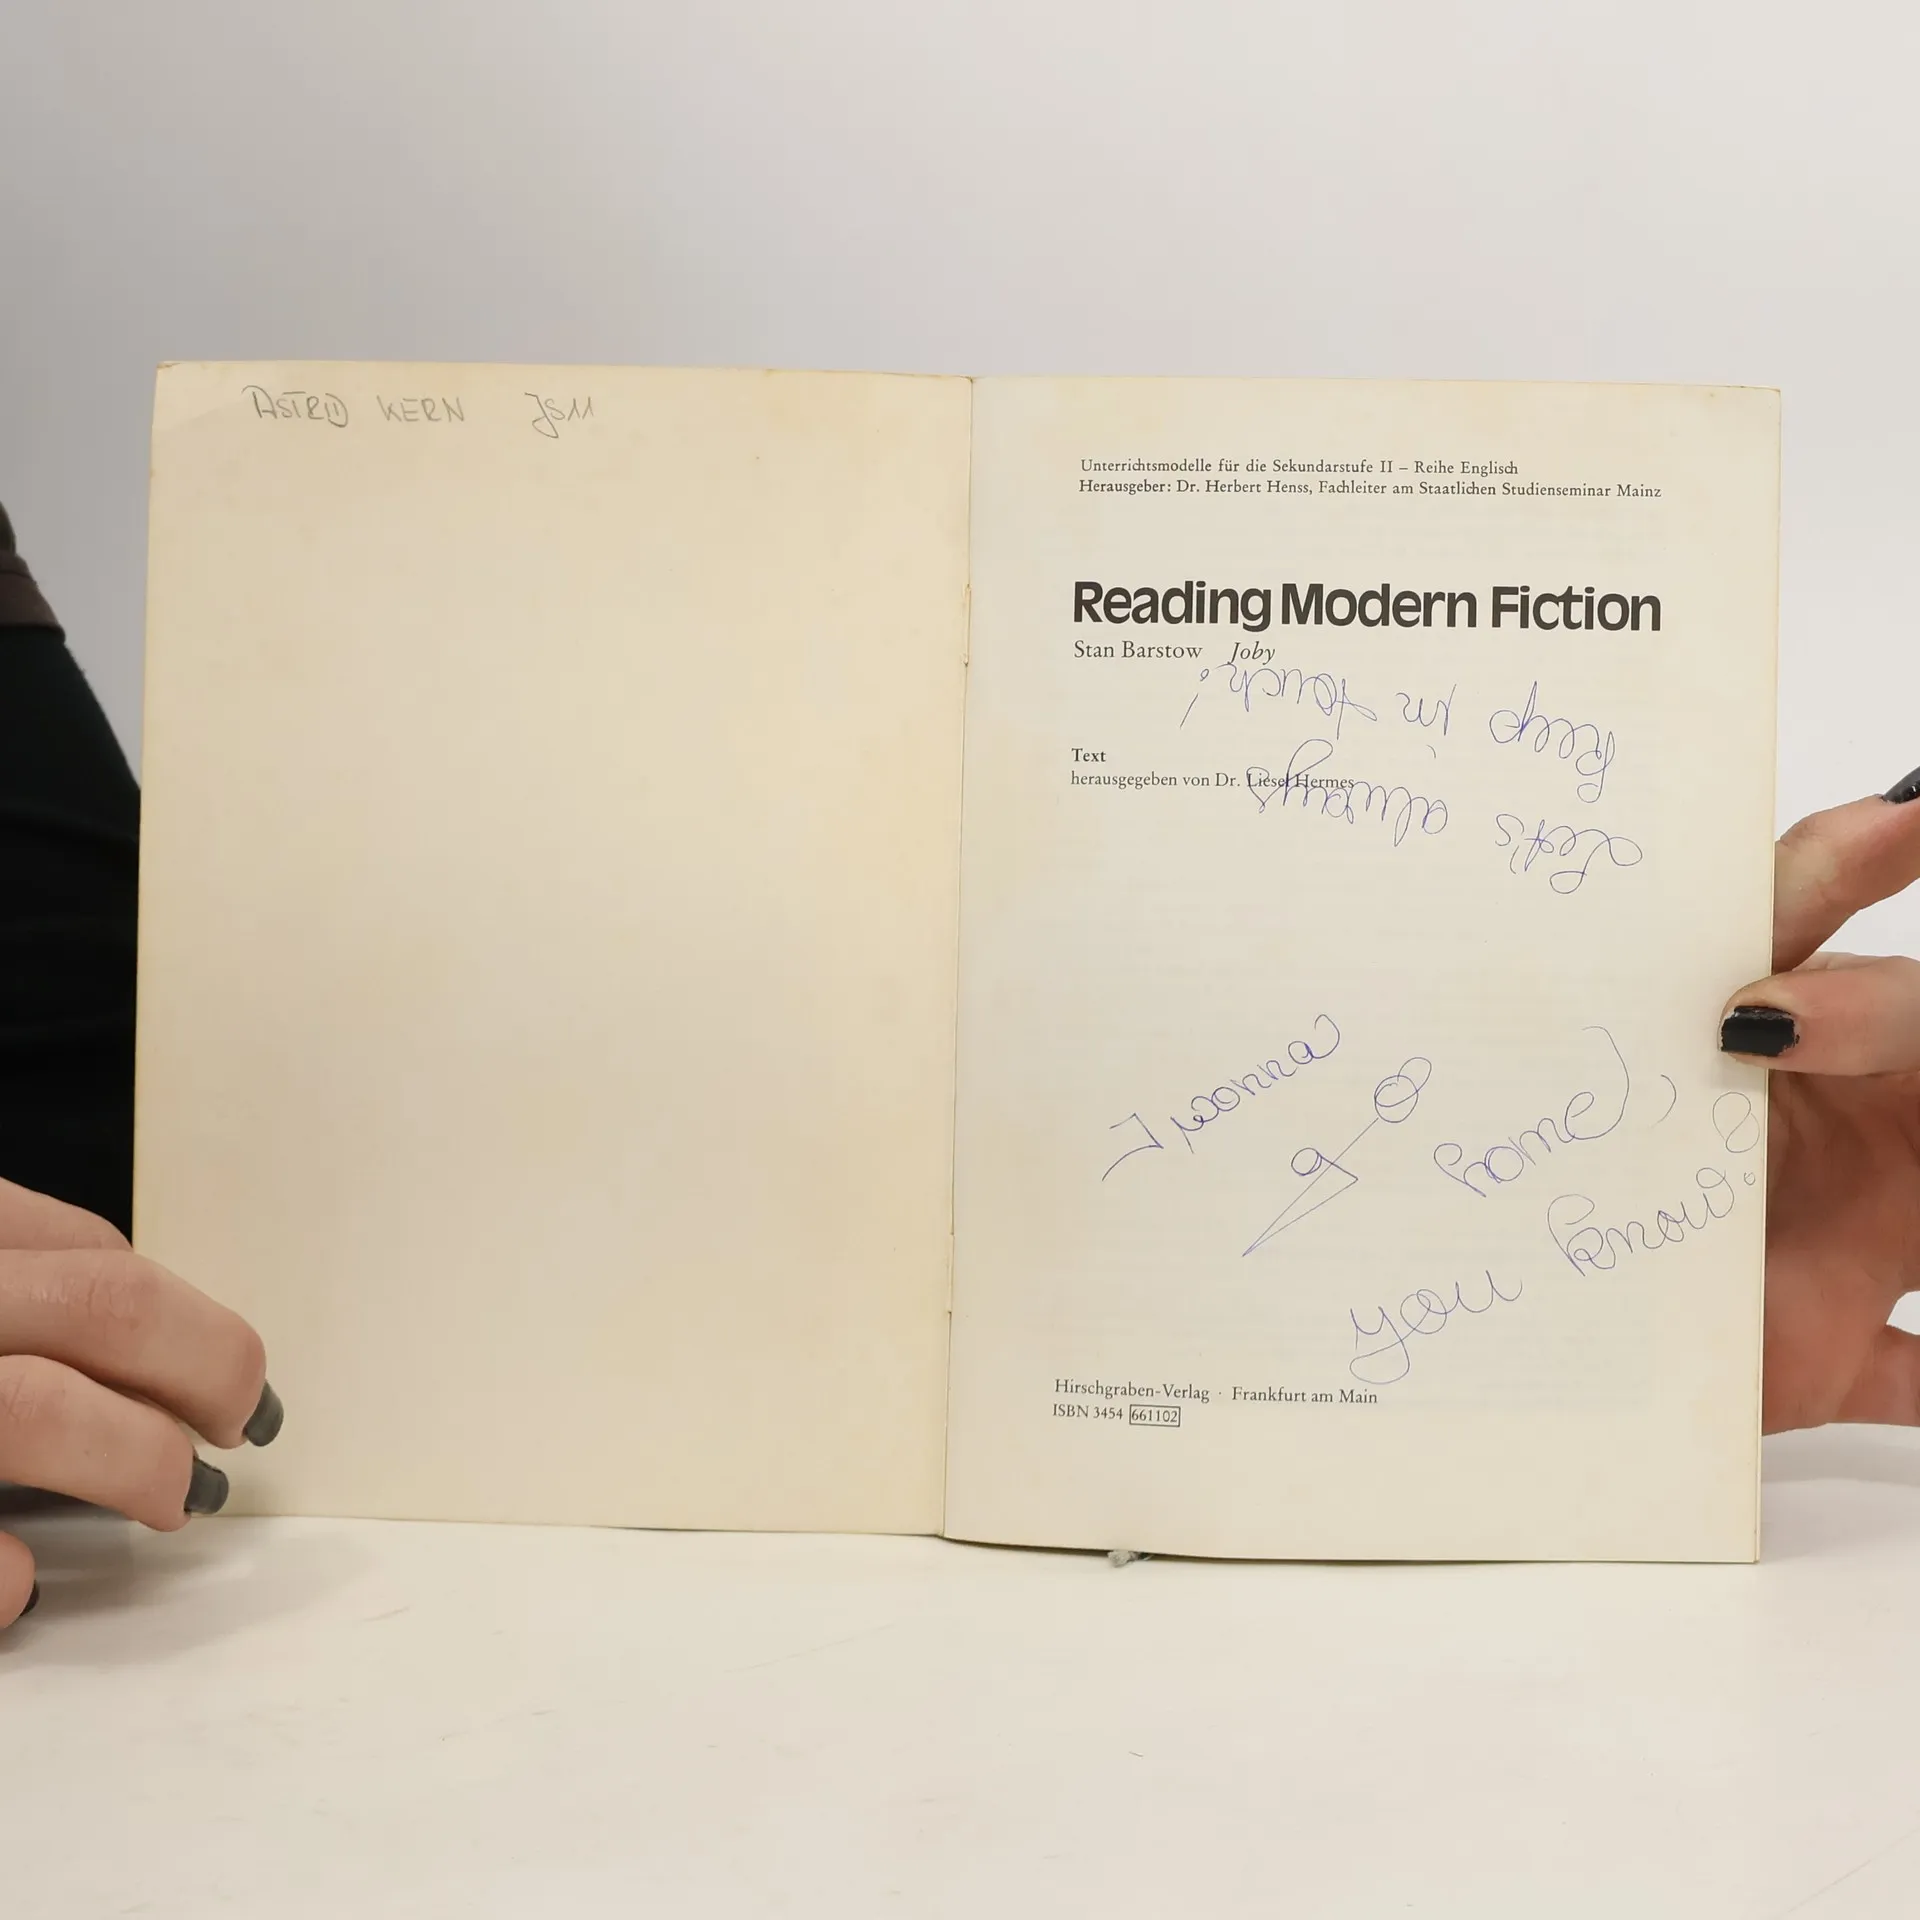 ASTRID KERN JS11
Unterrichtsmodelle für die Sekundarstufe II – Reihe Englisch
Herausgeber: Dr. Herbert Henss, Fachleiter am Staatlichen Studienseminar Mainz
Reading Modern Fiction
Stan Barstow Joby
Text
herausgegeben von Dr. Liesel Hermes
Let's always
keep in touch!
I wonna
go home,
you know?
Hirschgraben-Verlag · Frankfurt am Main
ISBN 3454 661102